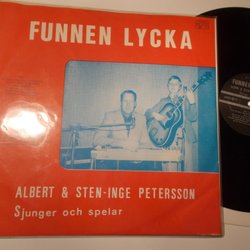 FUNNEN LYCKA
ALBERT & STEN-INGE PETERSSON
Sjunger och spelar